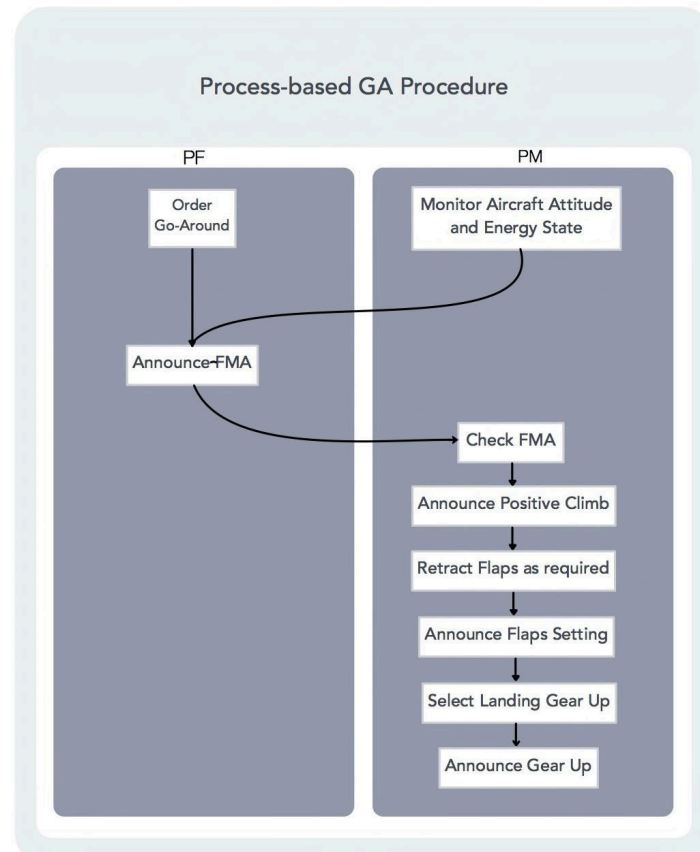 Process-based GA Procedure
PF
PM
Order
Go-Around
Monitor Aircraft Attitude
and Energy State
Announce FMA
Check FMA
Announce Positive Climb
Retract Flaps as required
Announce Flaps Setting
Select Landing Gear Up
Announce Gear Up